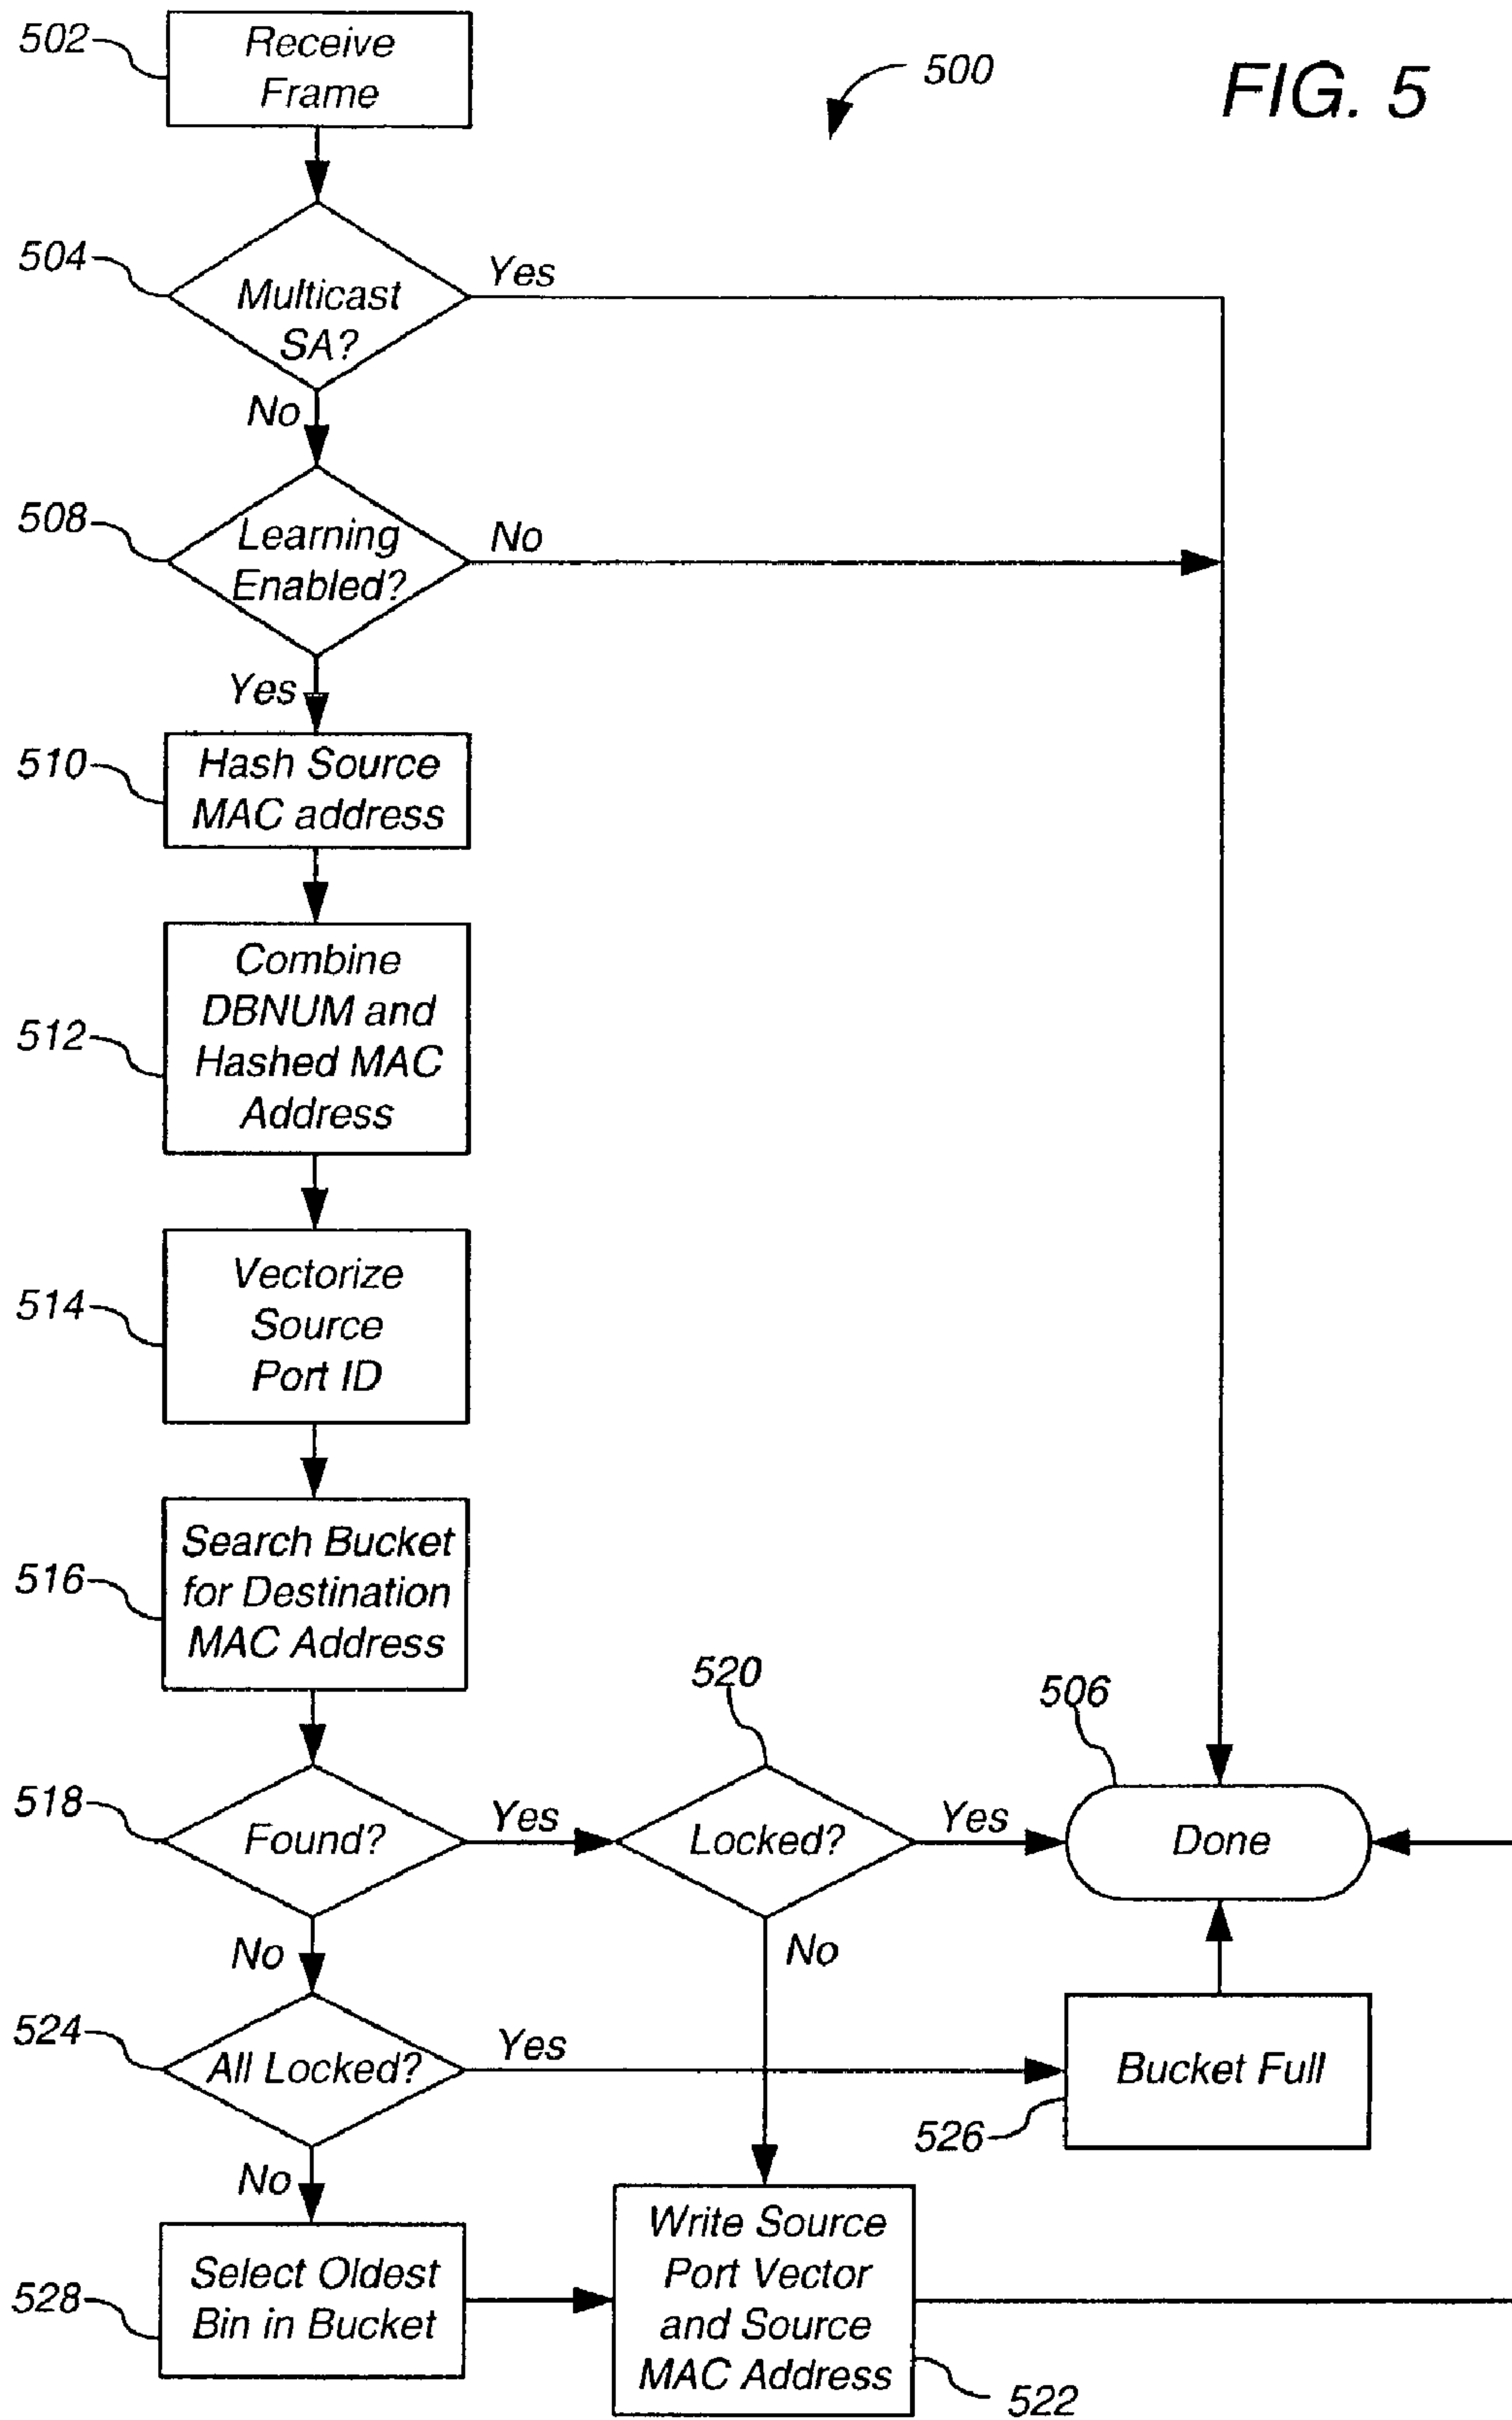 FIG. 5
500
502
Receive
Frame
504
Multicast
SA?
Yes
No
508
Learning
Enabled?
No
Yes
510
Hash Source
MAC address
512
Combine
DBNUM and
Hashed MAC
Address
514
Vectorize
Source
Port ID
516
Search Bucket
for Destination
MAC Address
518
Found?
Yes
520
Locked?
Yes
506
Done
No
No
524
All Locked?
Yes
Bucket Full
526
No
528
Select Oldest
Bin in Bucket
Write Source
Port Vector
and Source
MAC Address
522